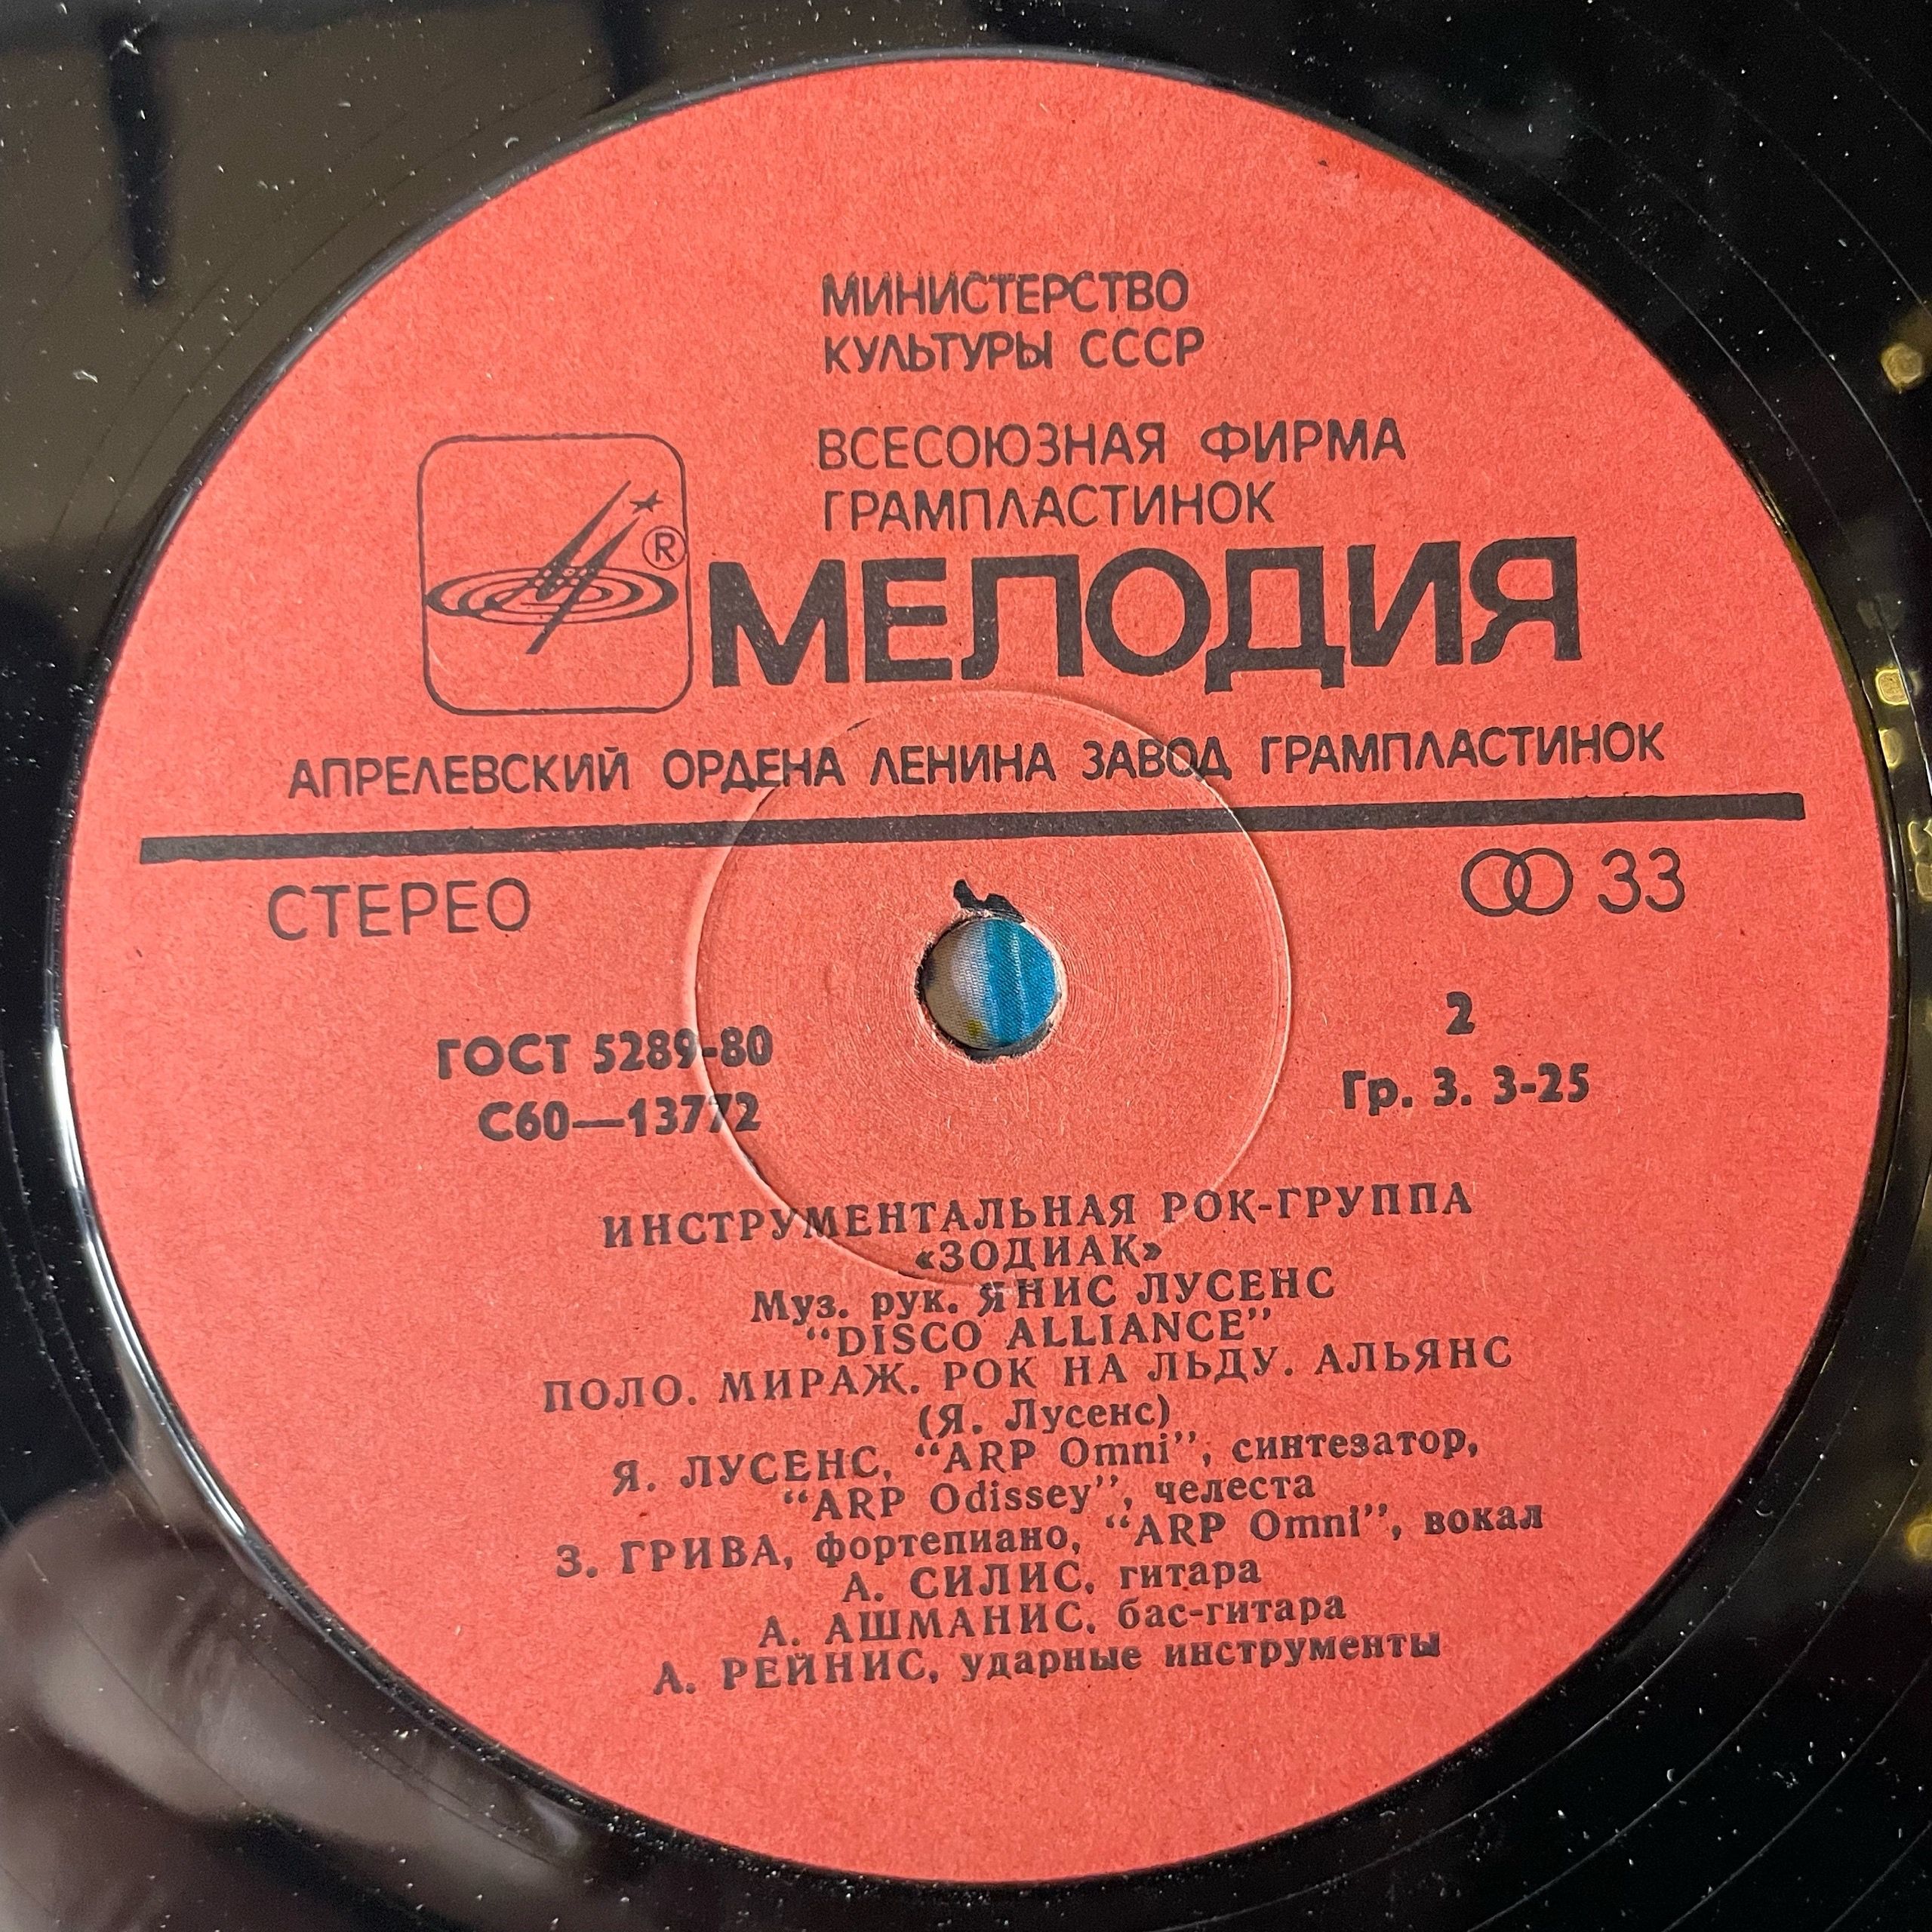 МИНИСТЕРСТВО
КУЛЬТУРЫ СССР
ВСЕСОЮЗНАЯ ФИРМА
ГРАМПЛАСТИНОК
®
МЕЛОДИЯ
АПРЕЛЕВСКИЙ ОРДЕНА ЛЕНИНА ЗАВОД ГРАМПЛАСТИНОК
СТЕРЕО
33
ГОСТ 5289-80
С60—13772
2
Гр. 3. 3-25
ИНСТРУМЕНТАЛЬНАЯ РОК-ГРУППА
«ЗОДИАК»
Муз. рук. ЯНИС ЛУСЕНС
“DISCO ALLIANCE”
ПОЛО. МИРАЖ. РОК НА ЛЬДУ. АЛЬЯНС
(Я. Лусенс)
Я. ЛУСЕНС, “ARP Omni”, синтезатор,
“ARP Odissey”, челеста
З. ГРИВА, фортепиано, “ARP Omni”, вокал
А. СИЛИС, гитара
А. АШМАНИС, бас-гитара
А. РЕЙНИС, ударные инструменты